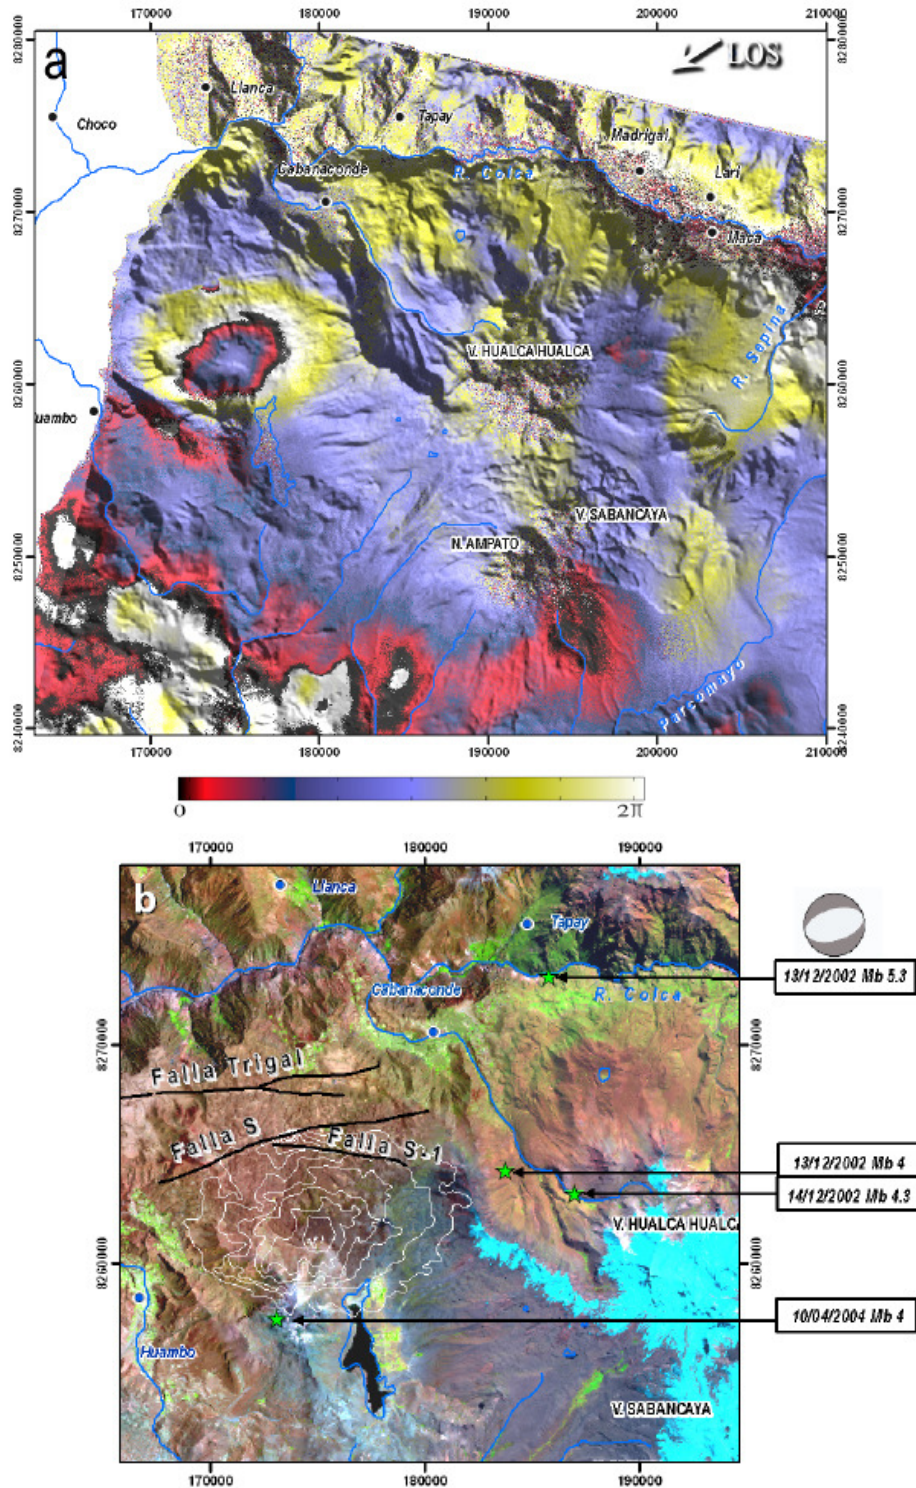 170000 180000 190000 200000 210000
8280000
a
LOS
Llanca
Choco
Tapay
Madrigal
Cabanaconde
R. Colca
Lari
8270000
8270000
Maca
A
R. Sepina
V. HUALCA HUALCA
8260000
8260000
uambo
V. SABANCAYA
N. AMPATO
8250000
8250000
Parcomayo
8240000
8240000
170000 180000 190000 200000 210000
0 2π
170000 180000 190000
b
Llanca
Tapay
13/12/2002 Mb 5.3
Cabanaconde
R. Colca
8270000
8270000
Falla Trigal
Falla S
Falla S-1
13/12/2002 Mb 4
14/12/2002 Mb 4.3
V. HUALCA HUALC
8260000
8260000
10/04/2004 Mb 4
Huambo
V. SABANCAYA
170000 180000 190000